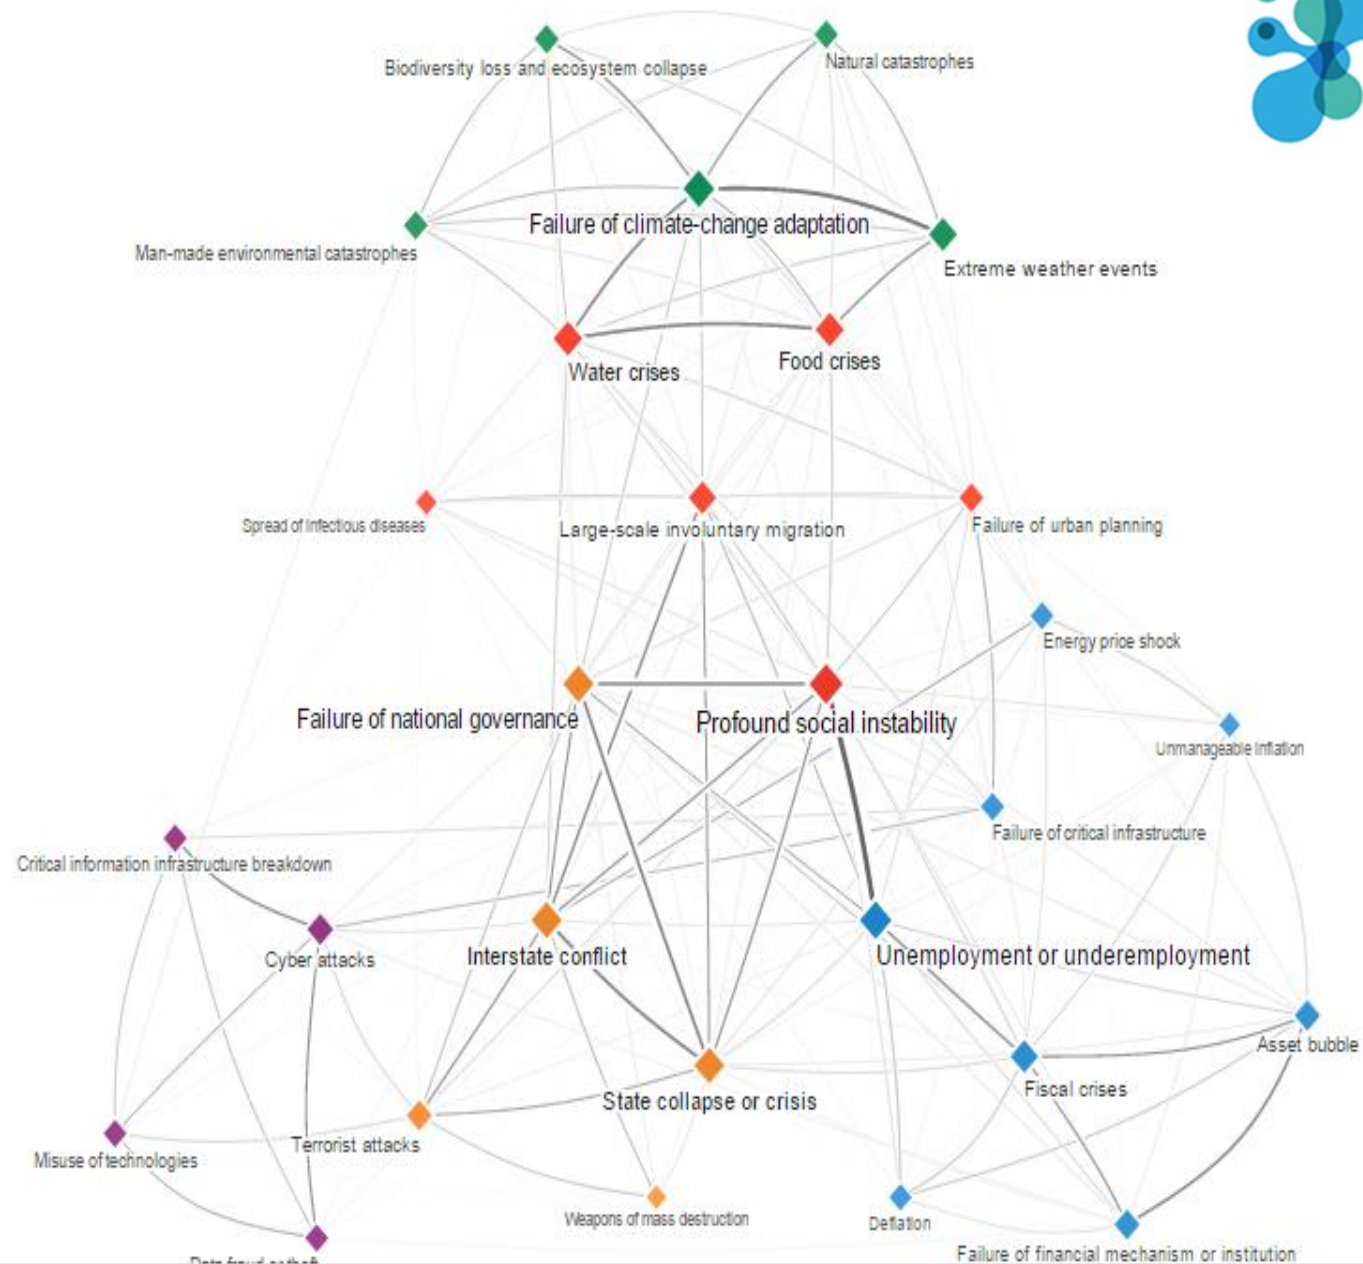 Biodiversity loss and ecosystem collapse
Natural catastrophes
Failure of climate-change adaptation
Man-made environmental catastrophes
Extreme weather events
Water crises
Food crises
Spread of infectious diseases
Large-scale involuntary migration
Failure of urban planning
Energy price shock
Failure of national governance
Profound social instability
Unmanageable inflation
Failure of critical infrastructure
Critical information infrastructure breakdown
Cyber attacks
Interstate conflict
Unemployment or underemployment
Asset bubble
Fiscal crises
State collapse or crisis
Terrorist attacks
Misuse of technologies
Weapons of mass destruction
Deflation
Failure of financial mechanism or institution
Data fraud or theft